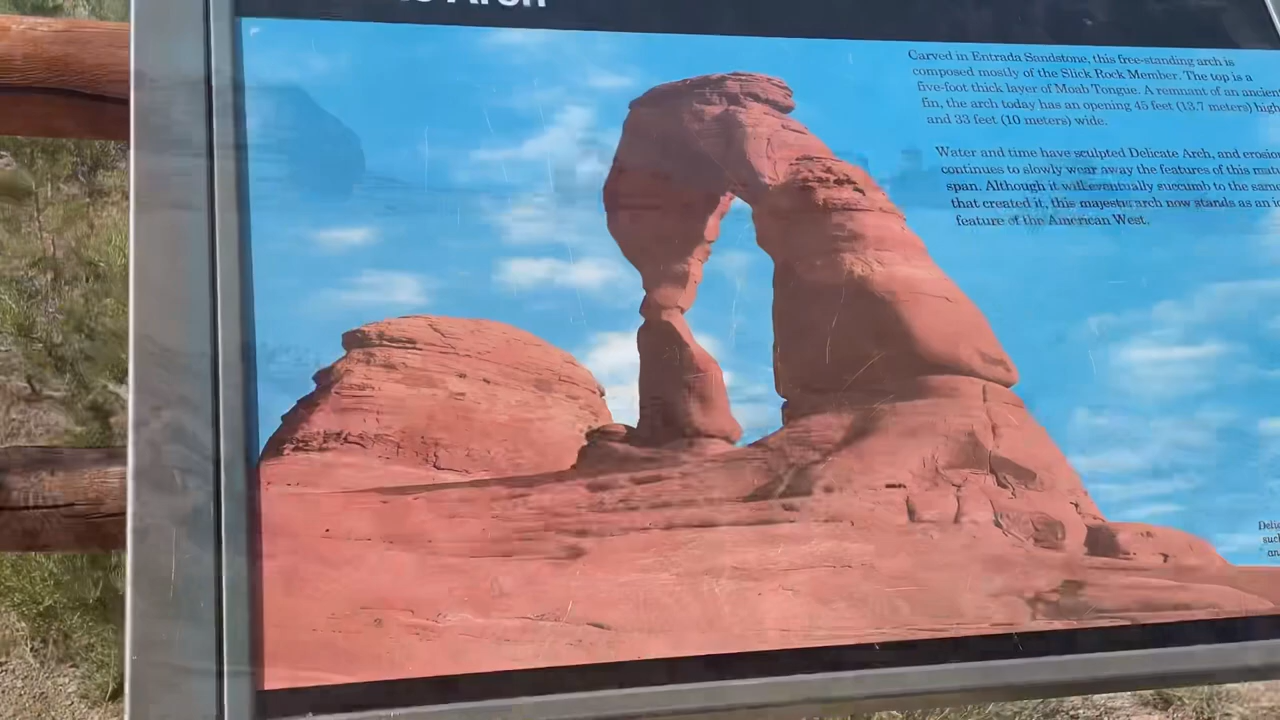 Arch
Carved in Entrada Sandstone, this free-standing arch is
composed mostly of the Slick Rock Member. The top is a
five-foot thick layer of Moab Tongue. A remnant of an ancient
fin, the arch today has an opening 45 feet (13.7 meters) high
and 33 feet (10 meters) wide.
Water and time have sculpted Delicate Arch, and erosion
continues to slowly wear away the features of this
span. Although it will eventually succumb to the same
that created it, this majestic arch now stands as an
feature of the American West.
such
an